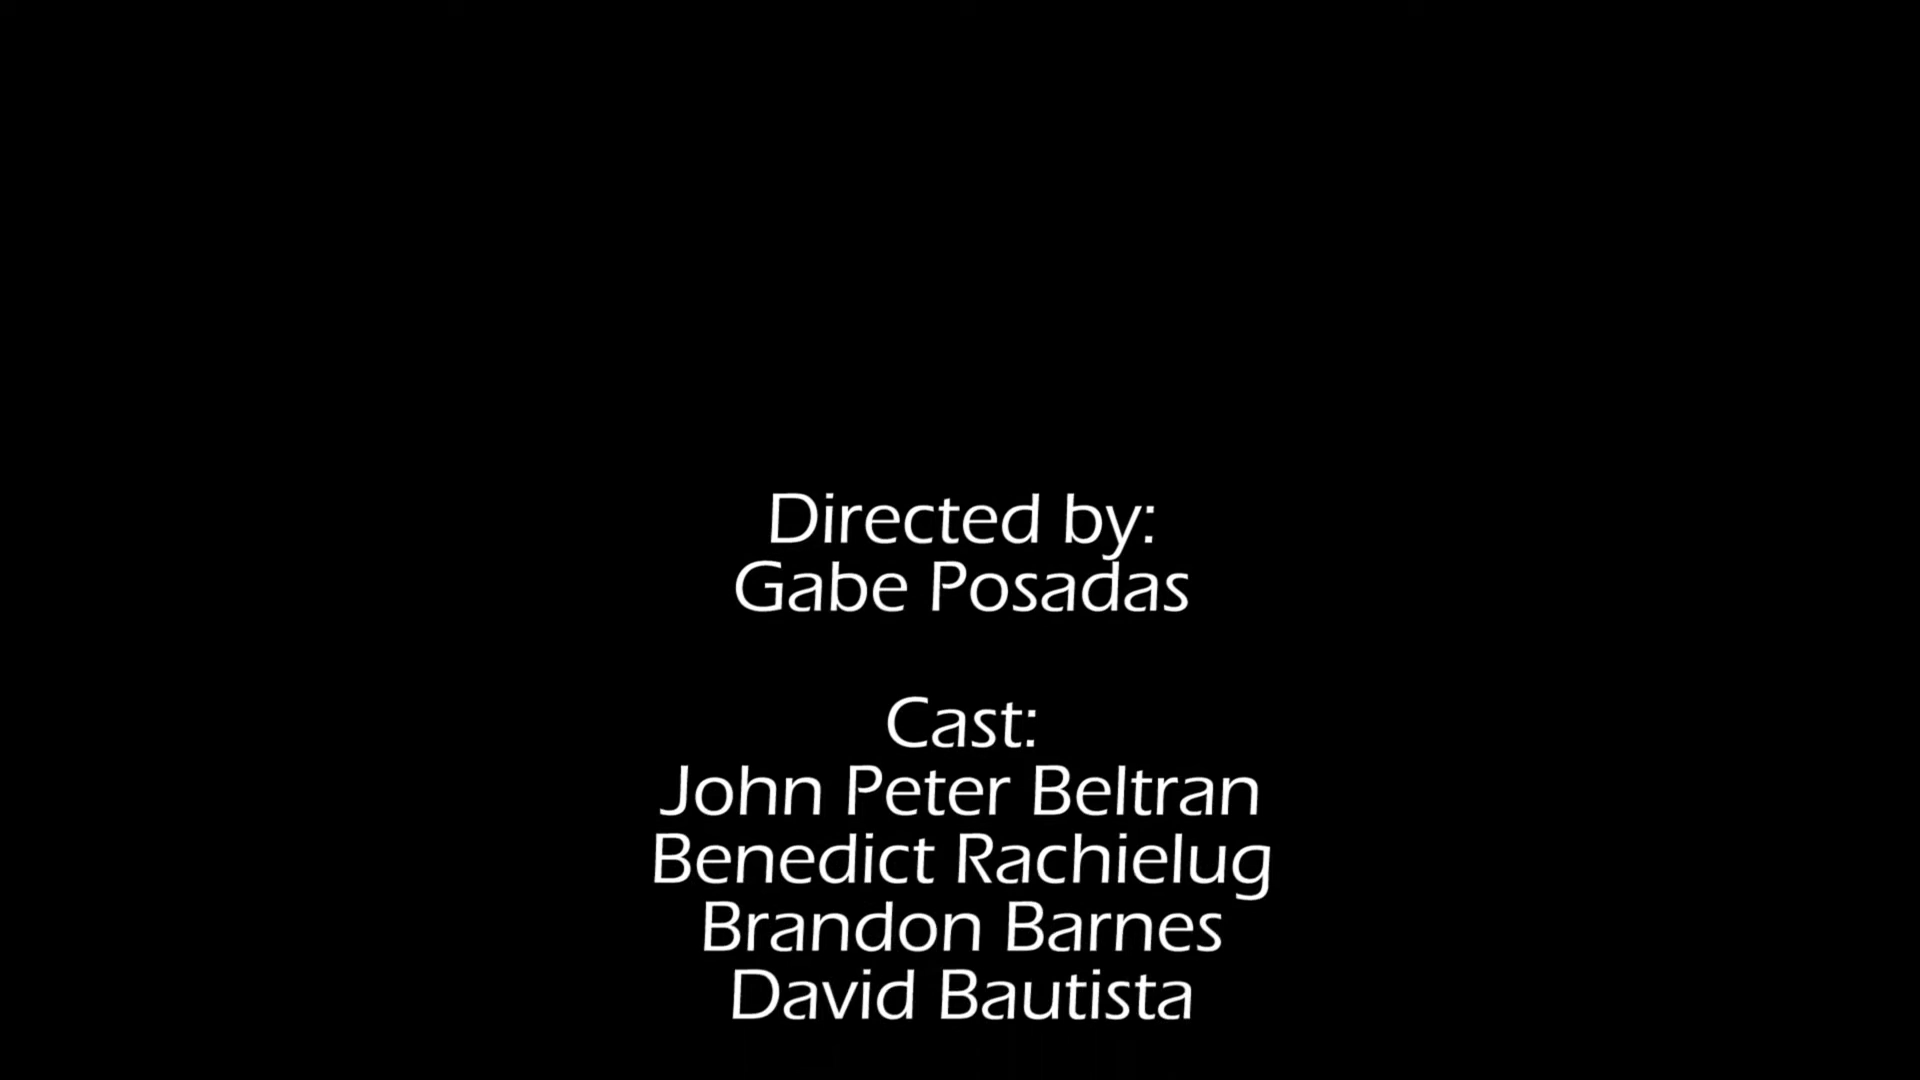 Directed by:
Gabe Posadas
Cast:
John Peter Beltran
Benedict Rachielug
Brandon Barnes
David Bautista